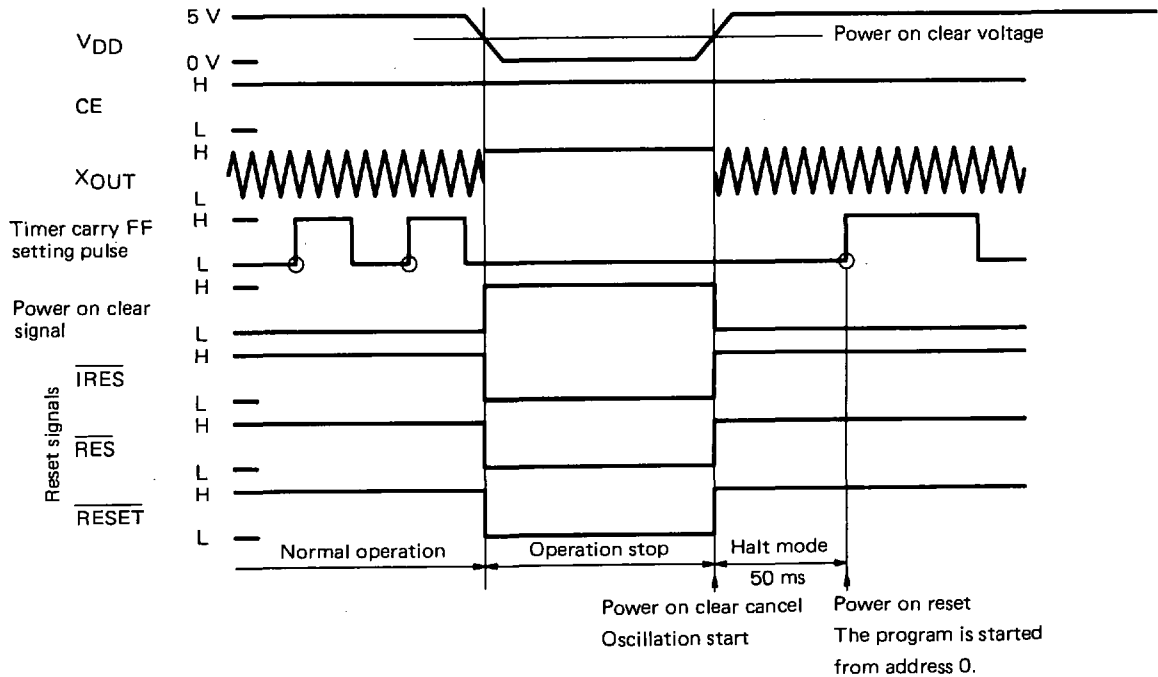 5 V
VDD
Power on clear voltage
0 V
H
CE
L
H
XOUT
L
Timer carry FF
setting pulse
H
L
H
Power on clear
signal
L
H
Reset signals
IRES
L
H
RES
L
H
RESET
L
Normal operation
Operation stop
Halt mode
50 ms
Power on clear cancel
Oscillation start
Power on reset
The program is started
from address 0.